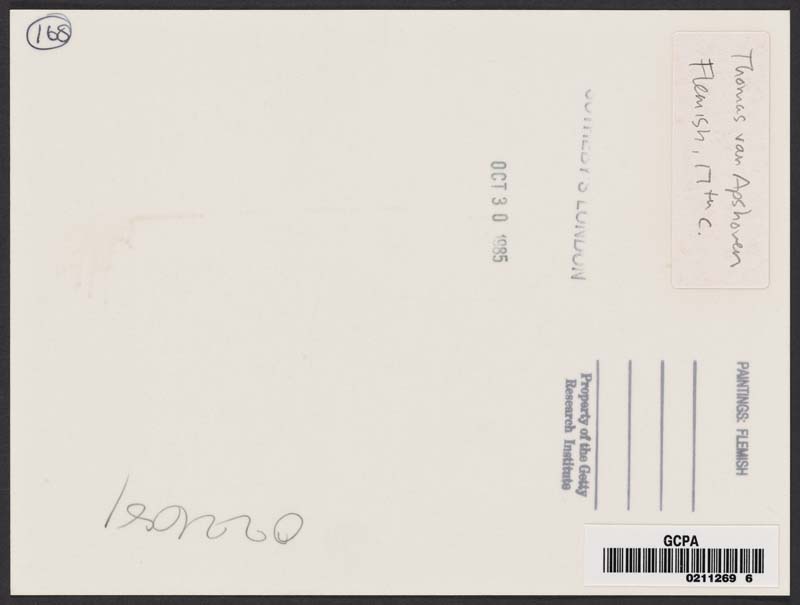 168
Thomas van Apshoven
Flemish, 17th c.
SOTHEBY'S LONDON
OCT 30 1985
PAINTINGS: FLEMISH
Property of the Getty
Research Institute
GCPA
0211269 6